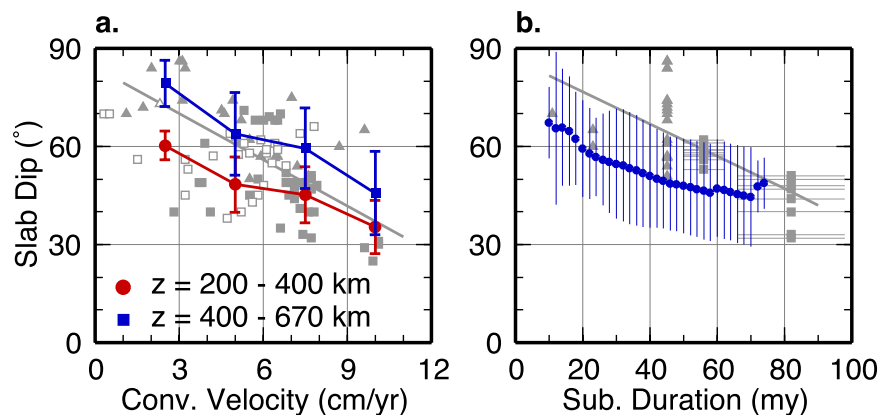 a.
b.
90
60
30
0
Slab Dip (°)
z = 200 - 400 km
z = 400 - 670 km
0 3 6 9 12
Conv. Velocity (cm/yr)
90
60
30
0
0 20 40 60 80 100
Sub. Duration (my)